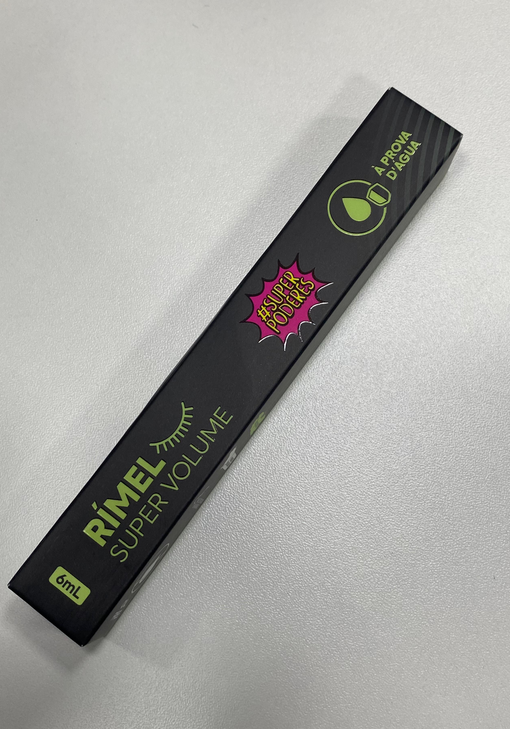 À PROVA
D'ÁGUA
#SUPER
PODERES
RÍMEL
SUPER VOLUME
6mL